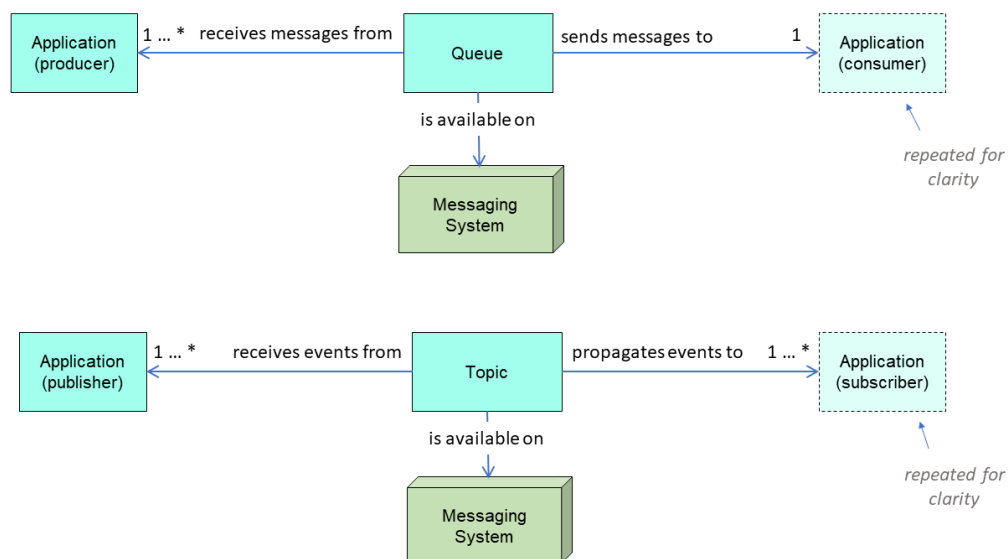 Application
(producer)
1 ... *
receives messages from
Queue
sends messages to
1
Application
(consumer)
is available on
repeated for
clarity
Messaging
System
Application
(publisher)
1 ... *
receives events from
Topic
propagates events to
1 ... *
Application
(subscriber)
is available on
repeated for
clarity
Messaging
System